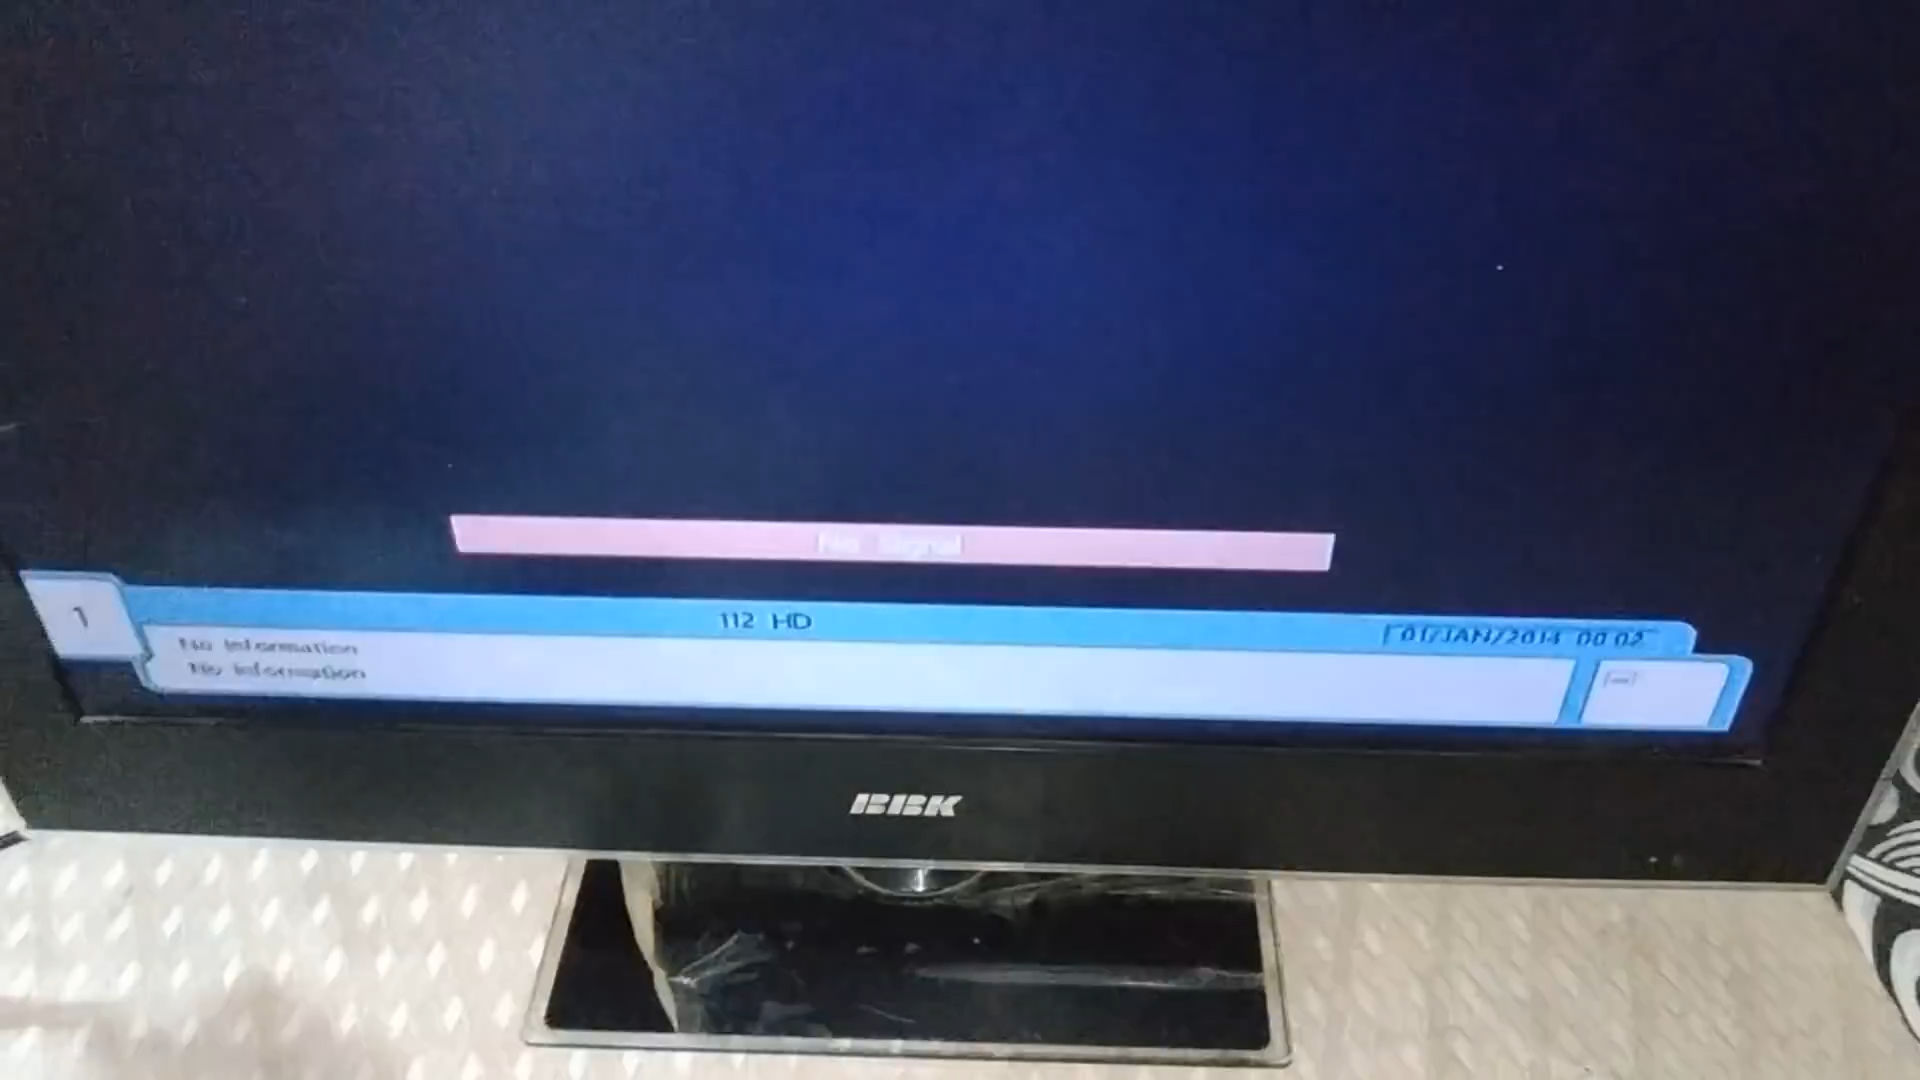 No Signal
1
112 HD
01/JAN/2014 00:02
No Information
No Information
BBK